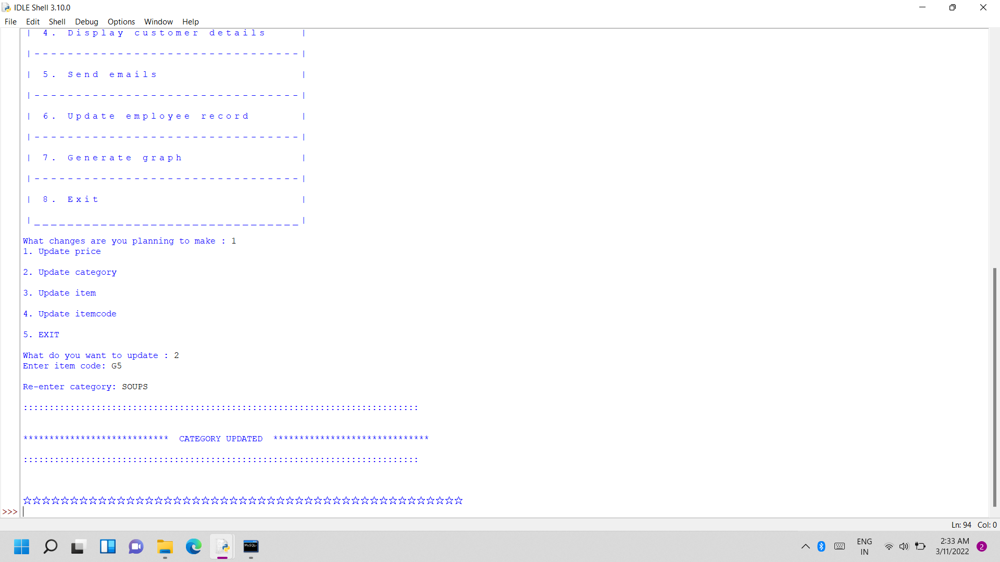 IDLE Shell 3.10.0
File Edit Shell Debug Options Window Help
| 4. Display customer details |
|--------------------------------|
| 5. Send emails |
|--------------------------------|
| 6. Update employee record |
|--------------------------------|
| 7. Generate graph |
|--------------------------------|
| 8. Exit |
|________________________________|
What changes are you planning to make : 1
1. Update price
2. Update category
3. Update item
4. Update itemcode
5. EXIT
What do you want to update : 2
Enter item code: G5
Re-enter category: SOUPS
::::::::::::::::::::::::::::::::::::::::::::::::::::::::::::::::::::::::::::
**************************** CATEGORY UPDATED ******************************
::::::::::::::::::::::::::::::::::::::::::::::::::::::::::::::::::::::::::::
☆☆☆☆☆☆☆☆☆☆☆☆☆☆☆☆☆☆☆☆☆☆☆☆☆☆☆☆☆☆☆☆☆☆☆☆☆☆☆☆☆☆☆☆☆☆☆
>>>
Ln: 94 Col: 0
MySQL
ENG
IN
2:33 AM
3/11/2022
2